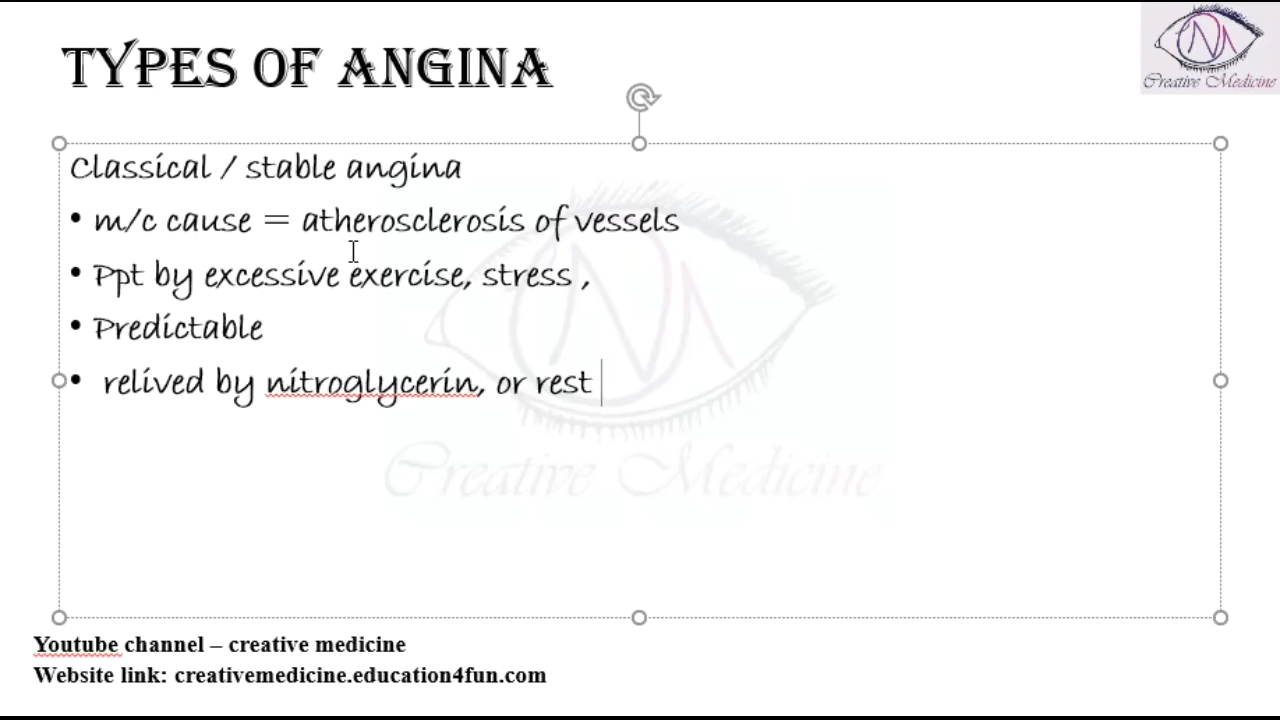 TYPES OF ANGINA
Creative Medicine
Classical / stable angina
• m/c cause = atherosclerosis of vessels
• Ppt by excessive exercise, stress ,
• Predictable
• relived by nitroglycerin, or rest
Creative Medicine
Youtube channel – creative medicine
Website link: creativemedicine.education4fun.com